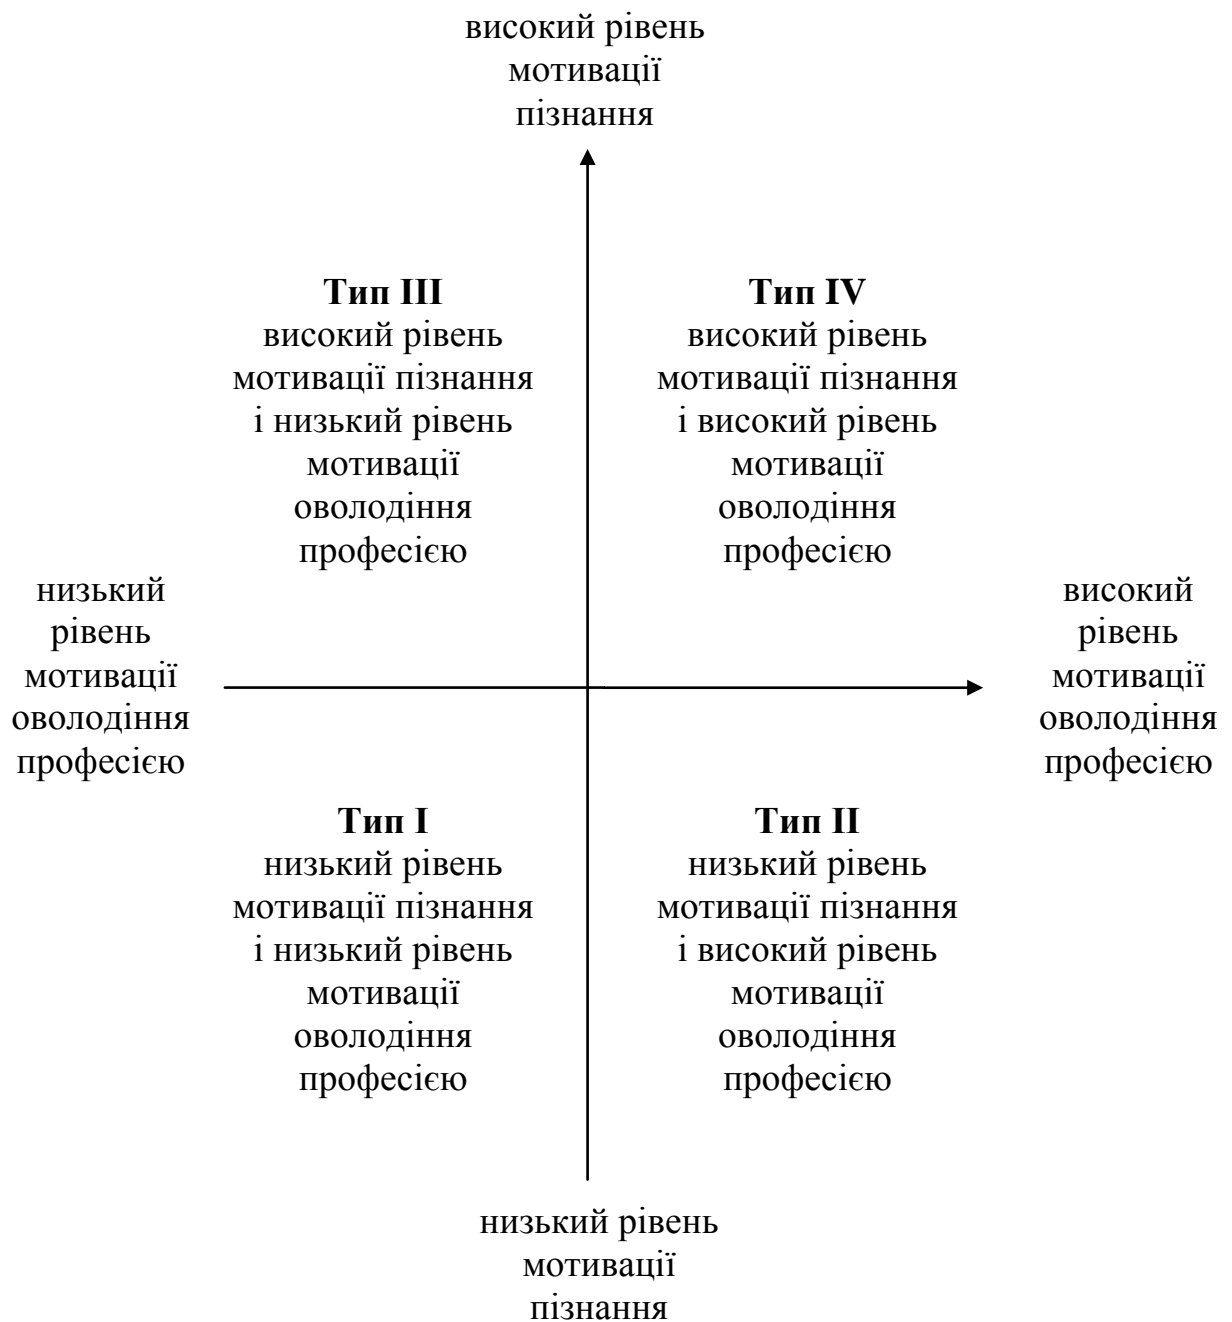 високий рівень
мотивації
пізнання
Тип III
високий рівень
мотивації пізнання
і низький рівень
мотивації
оволодіння
професією
Тип IV
високий рівень
мотивації пізнання
і високий рівень
мотивації
оволодіння
професією
низький
рівень
мотивації
оволодіння
професією
високий
рівень
мотивації
оволодіння
професією
Тип I
низький рівень
мотивації пізнання
і низький рівень
мотивації
оволодіння
професією
Тип II
низький рівень
мотивації пізнання
і високий рівень
мотивації
оволодіння
професією
низький рівень
мотивації
пізнання